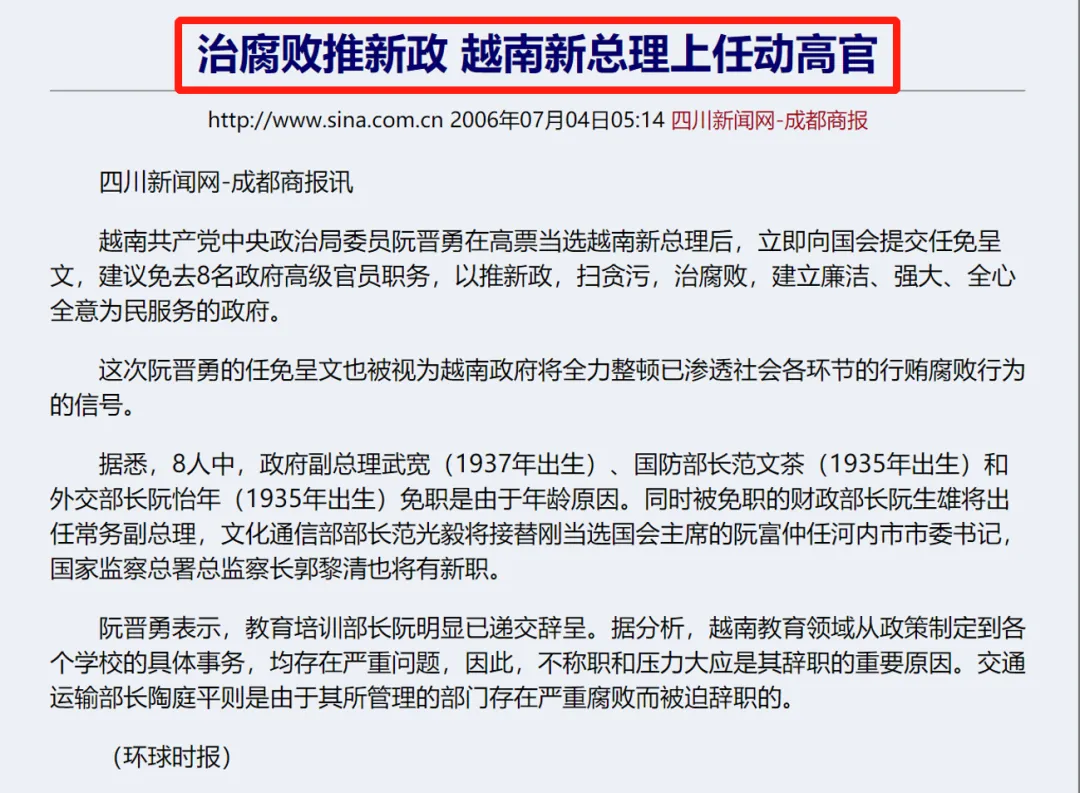 治腐败推新政 越南新总理上任动高官
http://www.sina.com.cn 2006年07月04日05:14 四川新闻网-成都商报
四川新闻网-成都商报讯
越南共产党中央政治局委员阮晋勇在高票当选越南新总理后，立即向国会提交任免呈
文，建议免去8名政府高级官员职务，以推新政，扫贪污，治腐败，建立廉洁、强大、全心
全意为民服务的政府。
这次阮晋勇的任免呈文也被视为越南政府将全力整顿已渗透社会各环节的行贿腐败行为
的信号。
据悉，8人中，政府副总理武宽（1937年出生）、国防部长范文茶（1935年出生）和
外交部长阮怡年（1935年出生）免职是由于年龄原因。同时被免职的财政部长阮生雄将出
任常务副总理，文化通信部部长范光毅将接替刚当选国会主席的阮富仲任河内市市委书记，
国家监察总署总监察长郭黎清也将有新职。
阮晋勇表示，教育培训部长阮明显已递交辞呈。据分析，越南教育领域从政策制定到各
个学校的具体事务，均存在严重问题，因此，不称职和压力大应是其辞职的重要原因。交通
运输部长陶庭平则是由于其所管理的部门存在严重腐败而被迫辞职的。
（环球时报）